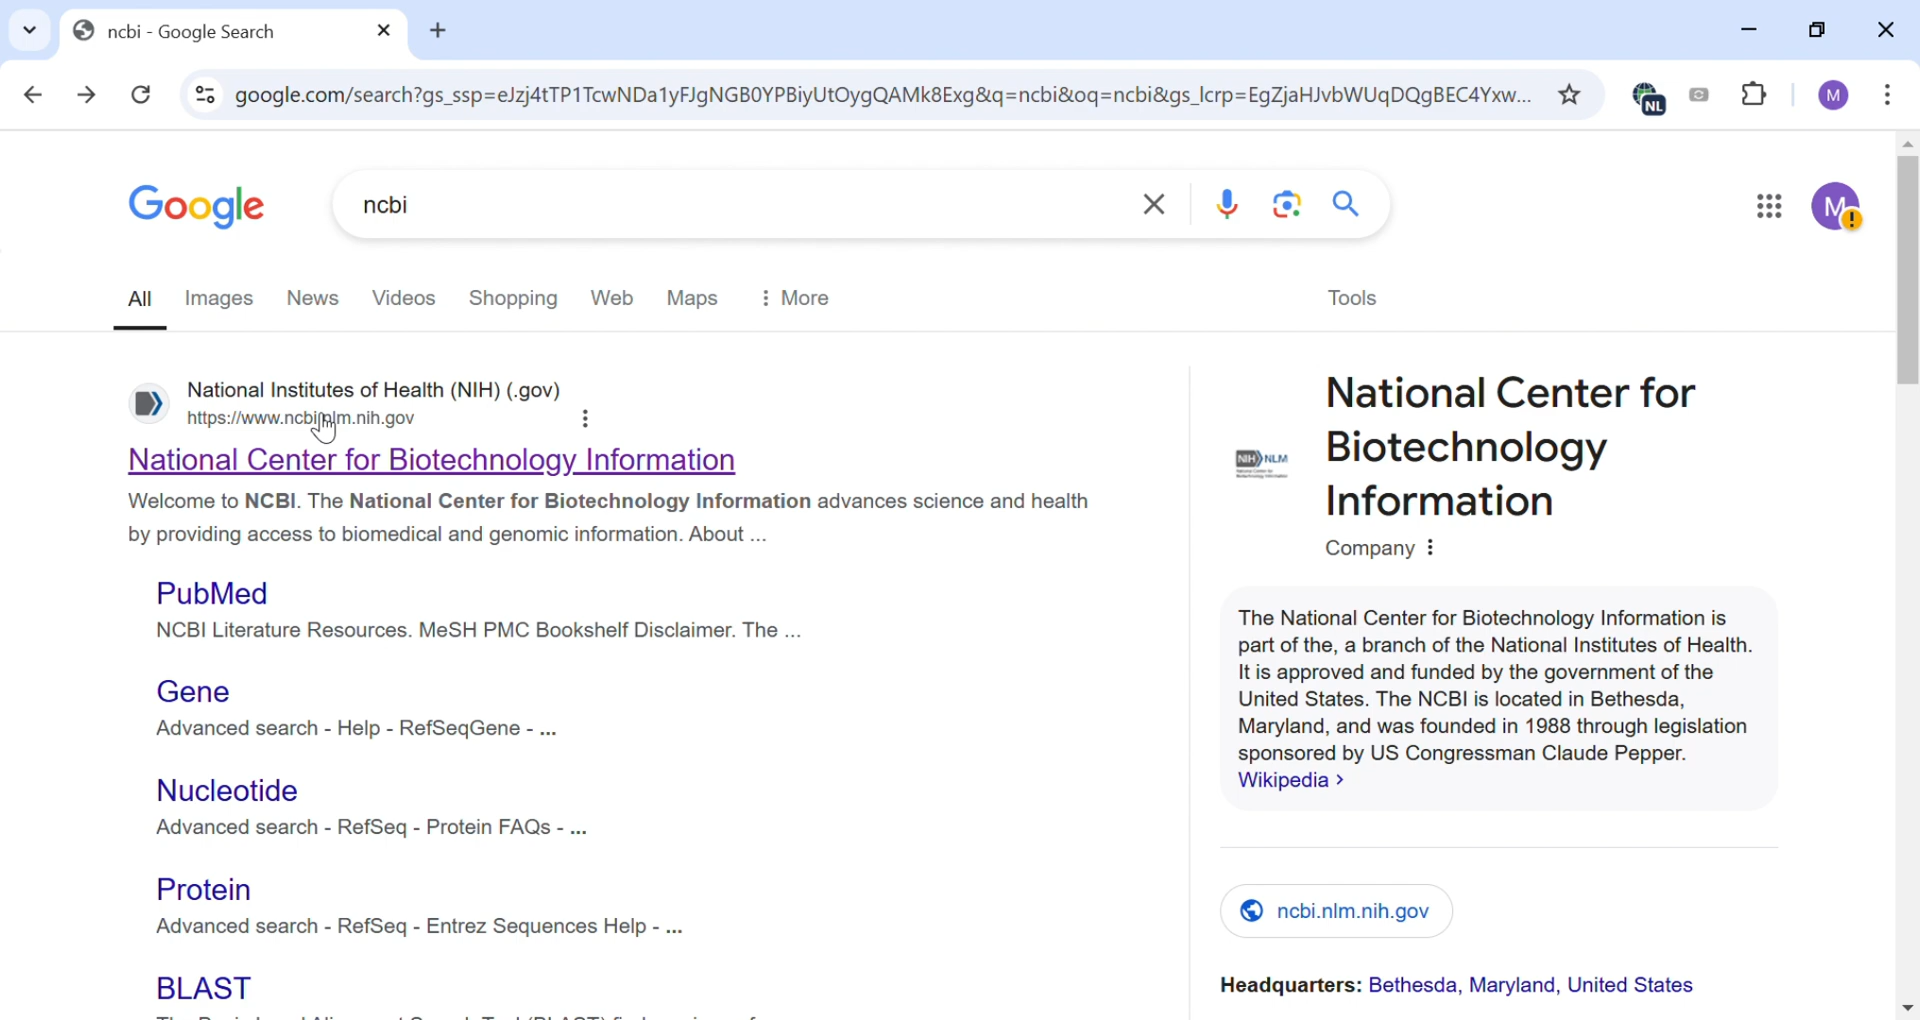 ncbi - Google Search
google.com/search?gs_ssp=eJzj4tTP1TcwNDa1yFJgNGB0YPBiyUtOygQAMk8Exg&q=ncbi&oq=ncbi&gs_lcrp=EgZjaHJvbWUqDQgBEC4Yxw...
NL
M
Google
ncbi
M
All Images News Videos Shopping Web Maps More Tools
National Institutes of Health (NIH) (.gov)
https://www.ncbi.nlm.nih.gov
National Center for Biotechnology Information
Welcome to NCBI. The National Center for Biotechnology Information advances science and health
by providing access to biomedical and genomic information. About ...
PubMed
NCBI Literature Resources. MeSH PMC Bookshelf Disclaimer. The ...
Gene
Advanced search - Help - RefSeqGene - ...
Nucleotide
Advanced search - RefSeq - Protein FAQs - ...
Protein
Advanced search - RefSeq - Entrez Sequences Help - ...
BLAST
NIH NLM
National Center for
Biotechnology
Information
Company
The National Center for Biotechnology Information is
part of the, a branch of the National Institutes of Health.
It is approved and funded by the government of the
United States. The NCBI is located in Bethesda,
Maryland, and was founded in 1988 through legislation
sponsored by US Congressman Claude Pepper.
Wikipedia >
ncbi.nlm.nih.gov
Headquarters: Bethesda, Maryland, United States